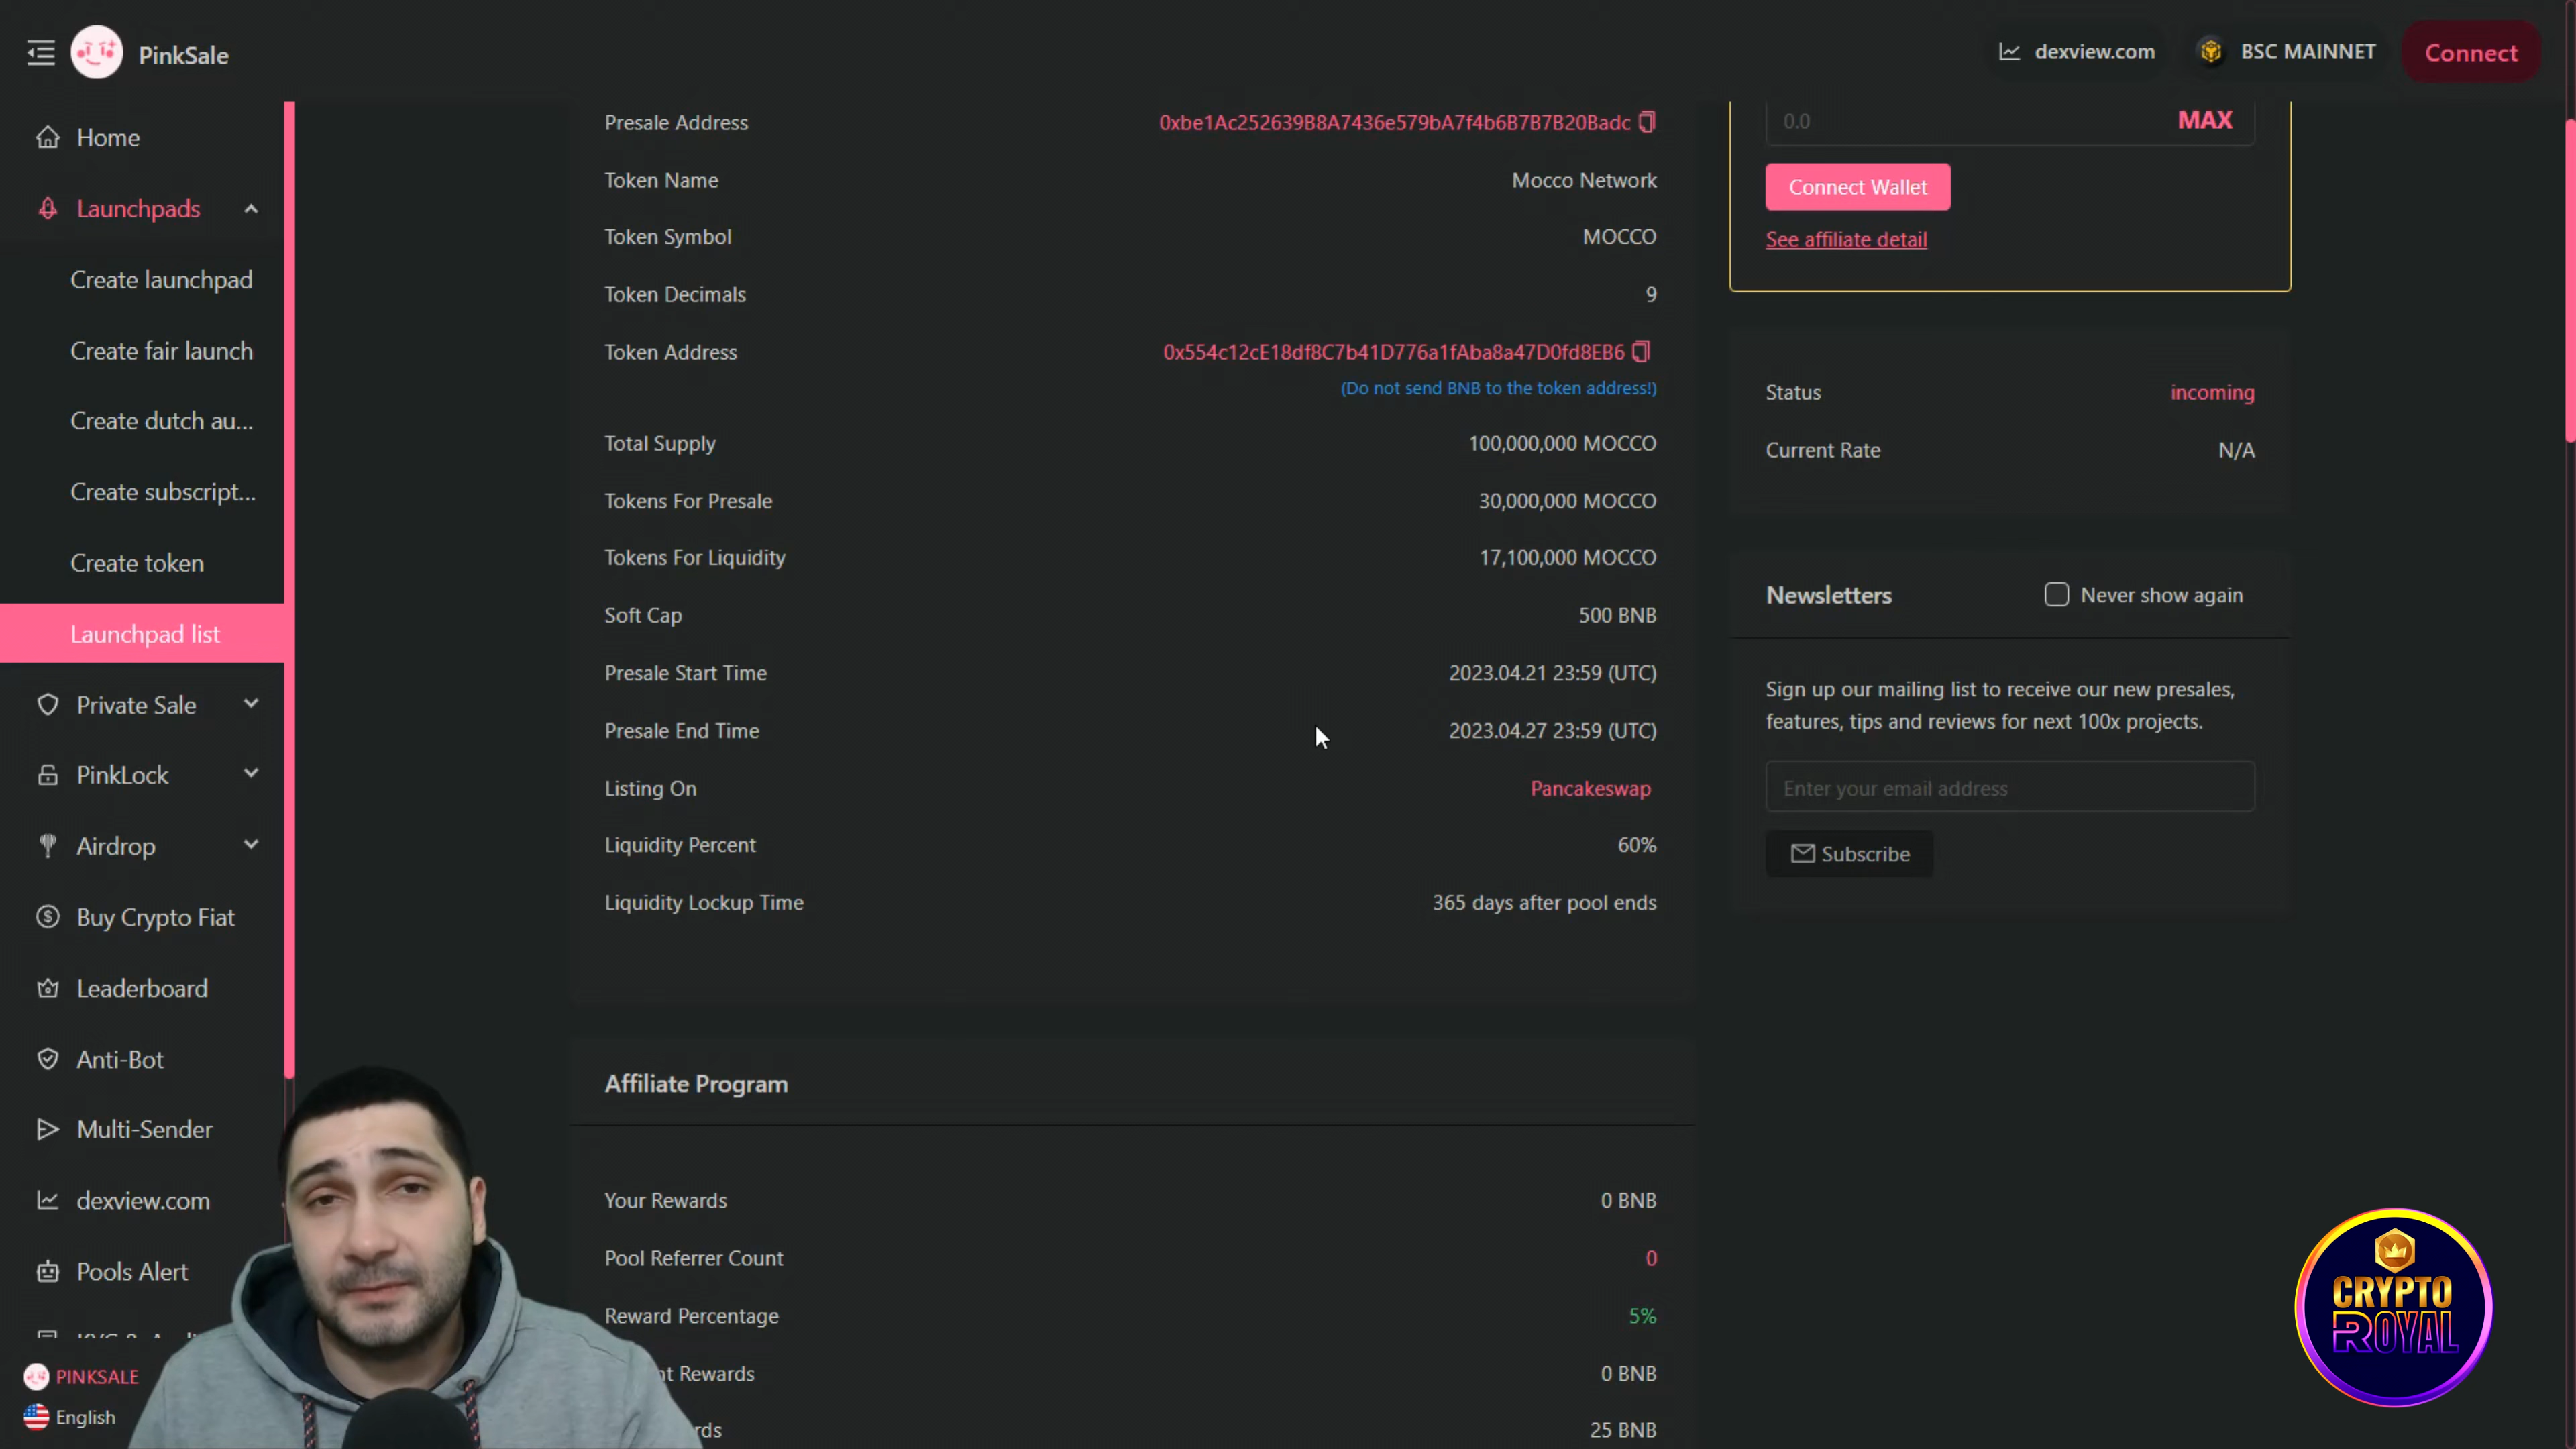 PinkSale
dexview.com
BSC MAINNET
Connect
Home
Launchpads
Create launchpad
Create fair launch
Create dutch au...
Create subscript...
Create token
Launchpad list
Private Sale
PinkLock
Airdrop
Buy Crypto Fiat
Leaderboard
Anti-Bot
Multi-Sender
dexview.com
Pools Alert
PINKSALE
English
Presale Address 0xbe1Ac252639B8A7436e579bA7f4b6B7B7B20Badc
Token Name Mocco Network
Token Symbol MOCCO
Token Decimals 9
Token Address 0x554c12cE18df8C7b41D776a1fAba8a47D0fd8EB6
(Do not send BNB to the token address!)
Total Supply 100,000,000 MOCCO
Tokens For Presale 30,000,000 MOCCO
Tokens For Liquidity 17,100,000 MOCCO
Soft Cap 500 BNB
Presale Start Time 2023.04.21 23:59 (UTC)
Presale End Time 2023.04.27 23:59 (UTC)
Listing On Pancakeswap
Liquidity Percent 60%
Liquidity Lockup Time 365 days after pool ends
Affiliate Program
Your Rewards 0 BNB
Pool Referrer Count 0
Reward Percentage 5%
Rewards 0 BNB
25 BNB
0.0 MAX
Connect Wallet
See affiliate detail
Status incoming
Current Rate N/A
Newsletters Never show again
Sign up our mailing list to receive our new presales,
features, tips and reviews for next 100x projects.
Enter your email address
Subscribe
CRYPTO
ROYAL